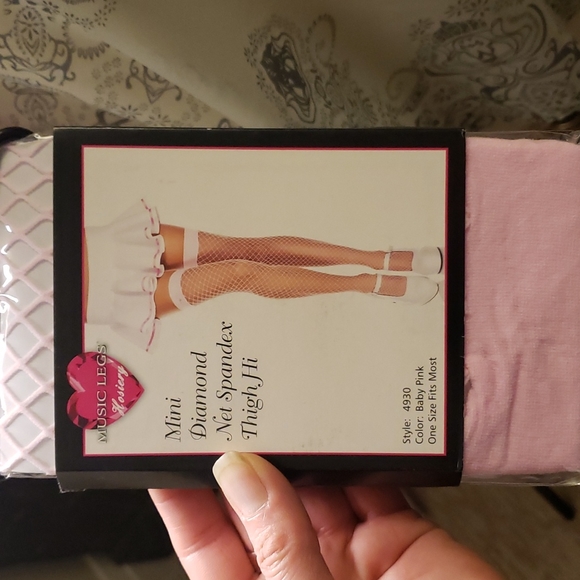 MUSIC LEGS
Hosiery
Mini
Diamond
Net Spandex
Thigh Hi
Style: 4930
Color: Baby Pink
One Size Fits Most